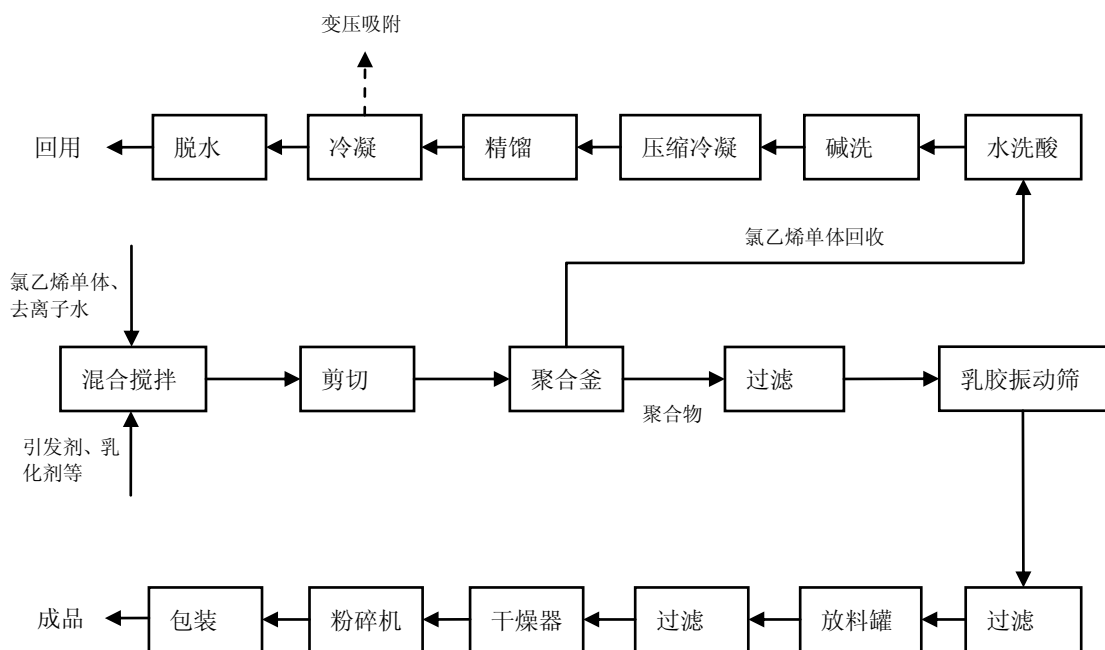 变压吸附
回用
脱水
冷凝
精馏
压缩冷凝
碱洗
水洗酸
氯乙烯单体回收
氯乙烯单体、
去离子水
混合搅拌
剪切
聚合釜
过滤
乳胶振动筛
聚合物
引发剂、乳
化剂等
成品
包装
粉碎机
干燥器
过滤
放料罐
过滤